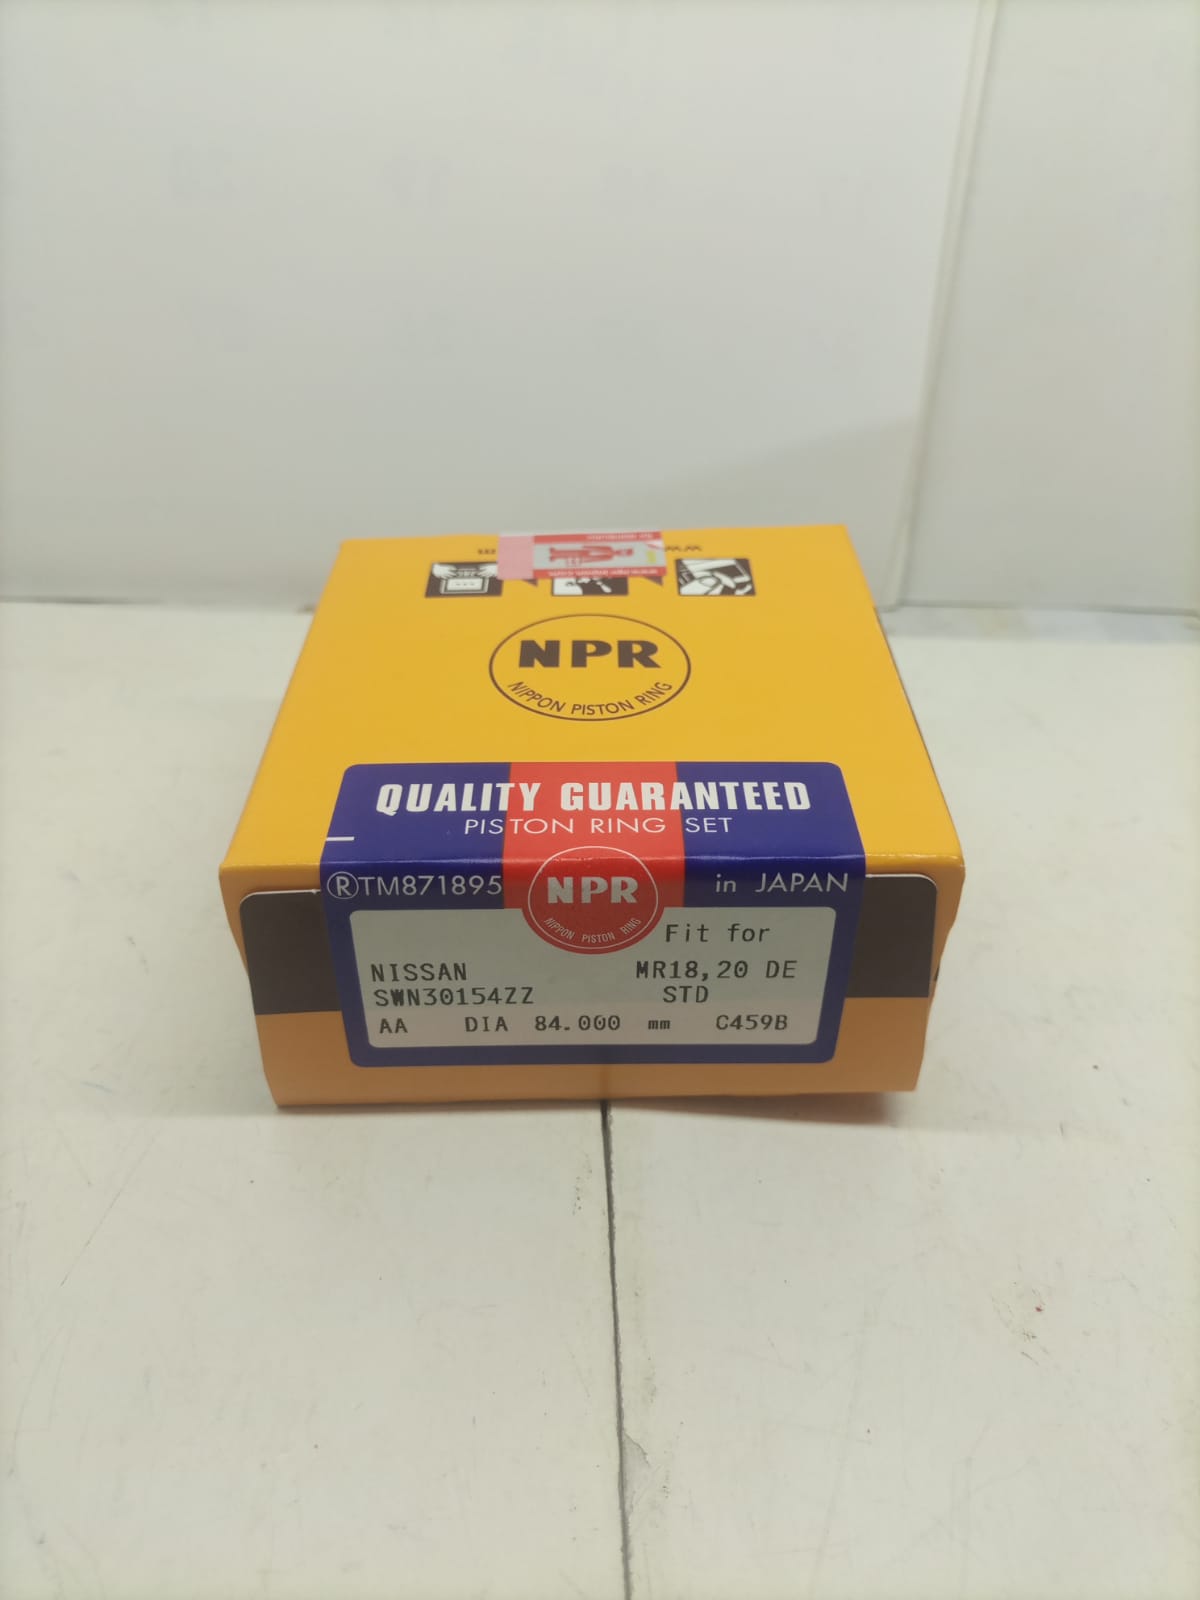 NPR
NIPPON PISTON RING
QUALITY GUARANTEED
PISTON RING SET
®TM871895
NPR
NIPPON PISTON RING
in JAPAN
Fit for
NISSAN MR18,20 DE
SWN30154ZZ STD
AA DIA 84.000 mm C459B